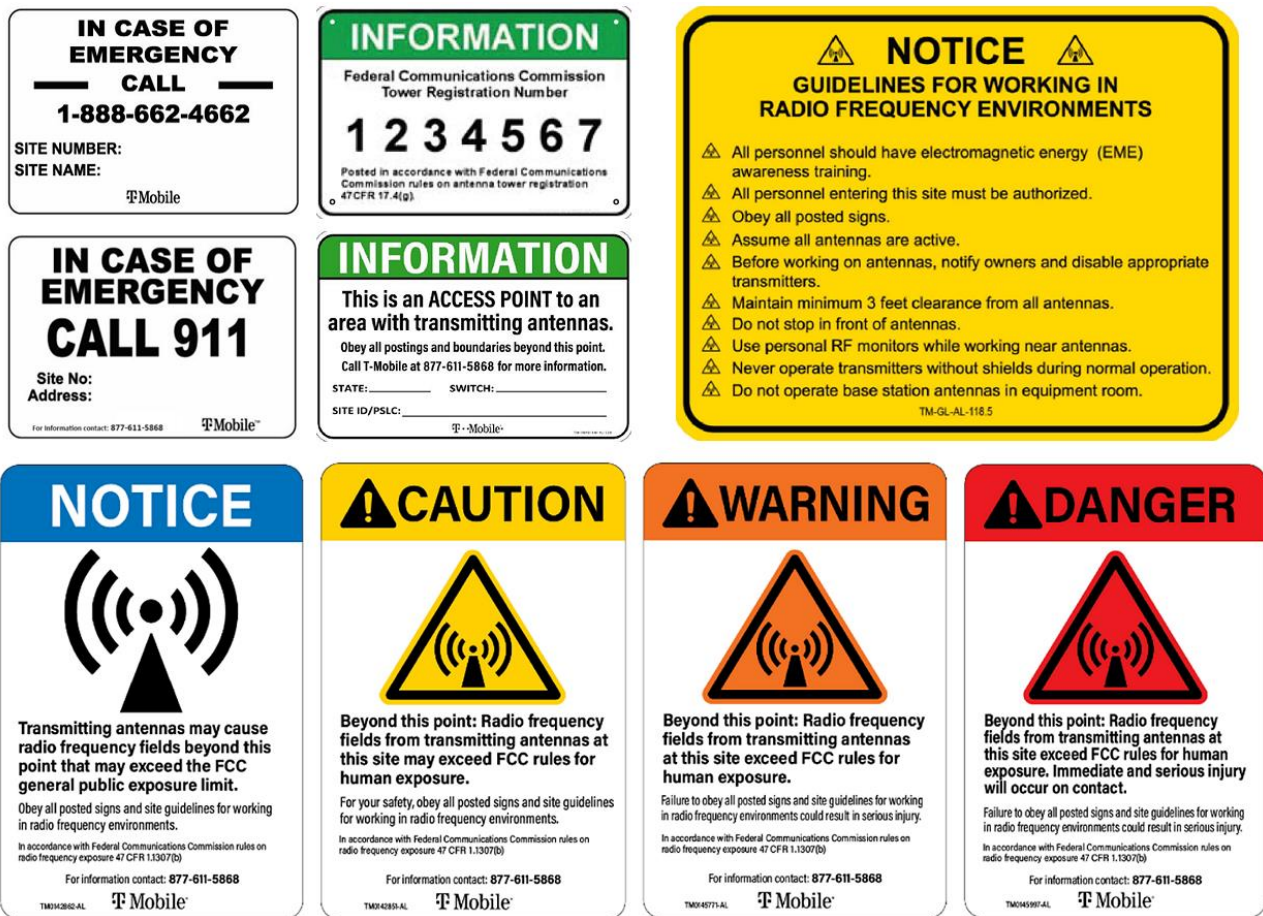 IN CASE OF
EMERGENCY
CALL
1-888-662-4662
SITE NUMBER:
SITE NAME:
T Mobile
INFORMATION
Federal Communications Commission
Tower Registration Number
1 2 3 4 5 6 7
Posted in accordance with Federal Communications
Commission rules on antenna tower registration
47CFR 17.4(g).
NOTICE
GUIDELINES FOR WORKING IN
RADIO FREQUENCY ENVIRONMENTS
All personnel should have electromagnetic energy (EME)
awareness training.
All personnel entering this site must be authorized.
Obey all posted signs.
Assume all antennas are active.
Before working on antennas, notify owners and disable appropriate
transmitters.
Maintain minimum 3 feet clearance from all antennas.
Do not stop in front of antennas.
Use personal RF monitors while working near antennas.
Never operate transmitters without shields during normal operation.
Do not operate base station antennas in equipment room.
TM-GL-AL-118.5
IN CASE OF
EMERGENCY
CALL 911
Site No:
Address:
For Information contact: 877-611-5868
T Mobile™
INFORMATION
This is an ACCESS POINT to an
area with transmitting antennas.
Obey all postings and boundaries beyond this point.
Call T-Mobile at 877-611-5868 for more information.
STATE:________ SWITCH:________
SITE ID/PSLC:________
T··Mobile·
NOTICE
Transmitting antennas may cause
radio frequency fields beyond this
point that may exceed the FCC
general public exposure limit.
Obey all posted signs and site guidelines for working
in radio frequency environments.
In accordance with Federal Communications Commission rules on
radio frequency exposure 47 CFR 1.1307(b)
For information contact: 877-611-5868
TM0142862-AL
T Mobile
CAUTION
Beyond this point: Radio frequency
fields from transmitting antennas at
this site may exceed FCC rules for
human exposure.
For your safety, obey all posted signs and site guidelines
for working in radio frequency environments.
In accordance with Federal Communications Commission rules on
radio frequency exposure 47 CFR 1.1307(b)
For information contact: 877-611-5868
TM0142851-AL
T Mobile
WARNING
Beyond this point: Radio frequency
fields from transmitting antennas
at this site exceed FCC rules for
human exposure.
Failure to obey all posted signs and site guidelines for working
in radio frequency environments could result in serious injury.
In accordance with Federal Communications Commission rules on
radio frequency exposure 47 CFR 1.1307(b)
For information contact: 877-611-5868
TM0145771-AL
T Mobile
DANGER
Beyond this point: Radio frequency
fields from transmitting antennas at
this site exceed FCC rules for human
exposure. Immediate and serious injury
will occur on contact.
Failure to obey all posted signs and site guidelines for working
in radio frequency environments could result in serious injury.
In accordance with Federal Communications Commission rules on
radio frequency exposure 47 CFR 1.1307(b)
For information contact: 877-611-5868
TM0145997-AL
T Mobile